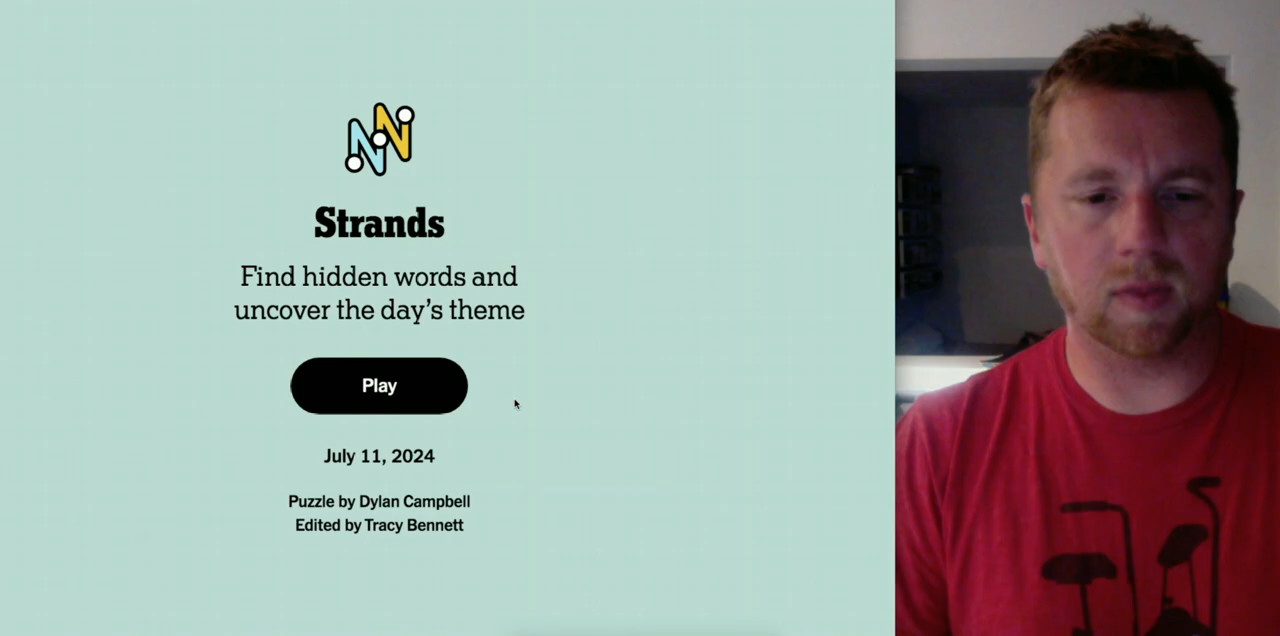 Strands
Find hidden words and
uncover the day's theme
Play
July 11, 2024
Puzzle by Dylan Campbell
Edited by Tracy Bennett